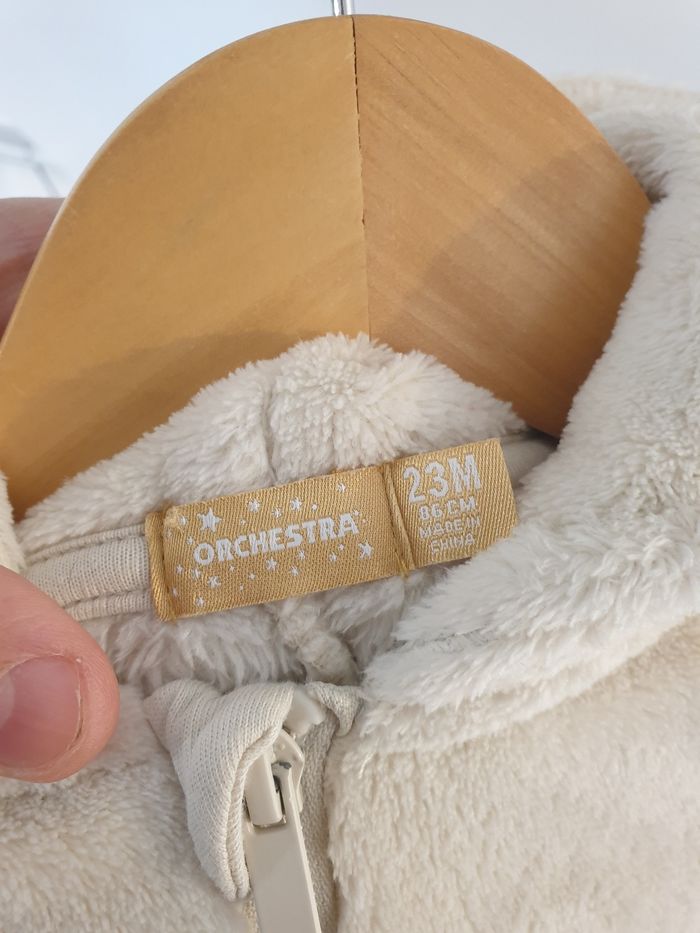 ORCHESTRA
23M
86CM
MADE IN
CHINA